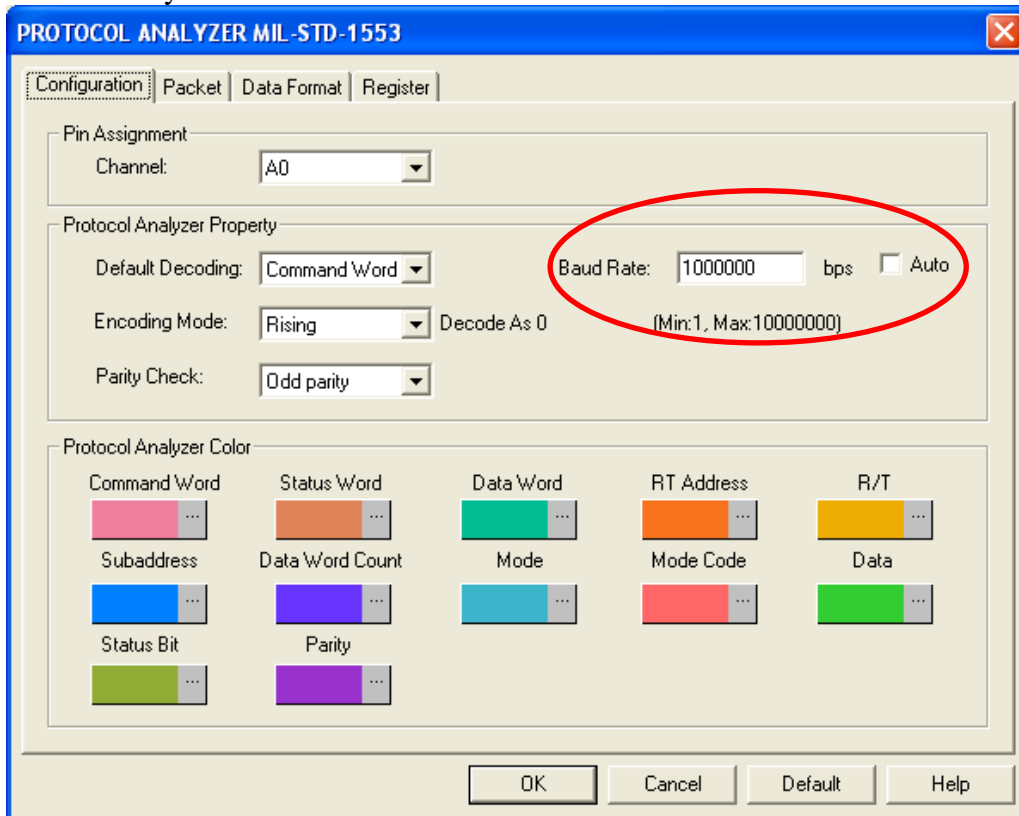 PROTOCOL ANALYZER MIL-STD-1553
Configuration Packet Data Format Register
Pin Assignment
Channel: A0
Protocol Analyzer Property
Default Decoding: Command Word Baud Rate: 1000000 bps Auto
Encoding Mode: Rising Decode As 0 (Min:1, Max:10000000)
Parity Check: Odd parity
Protocol Analyzer Color
Command Word Status Word Data Word RT Address R/T
... ... ... ... ...
Subaddress Data Word Count Mode Mode Code Data
... ... ... ... ...
Status Bit Parity
... ...
OK Cancel Default Help